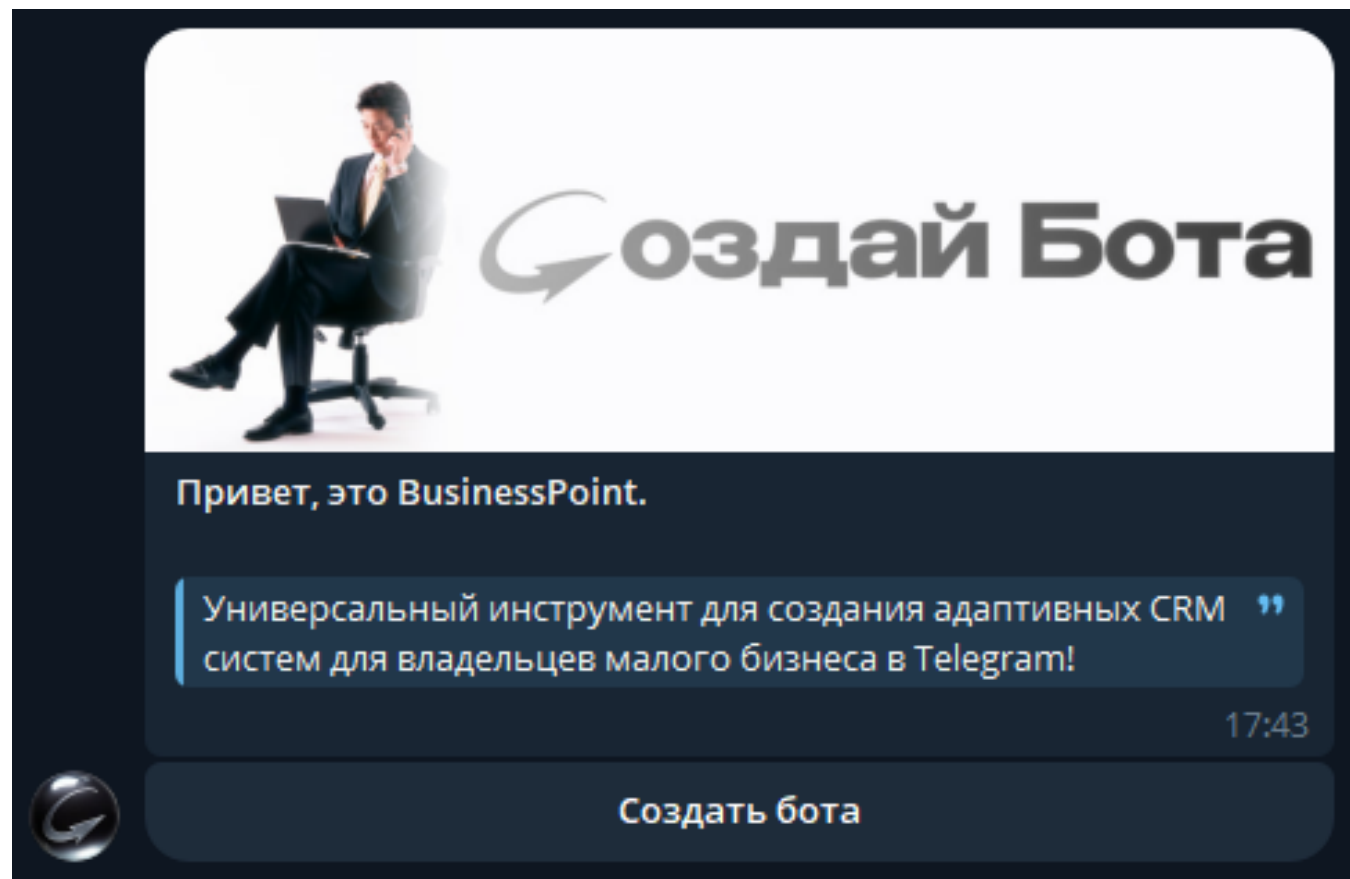 Создай Бота
Привет, это BusinessPoint.
Универсальный инструмент для создания адаптивных CRM
систем для владельцев малого бизнеса в Telegram!
17:43
Создать бота